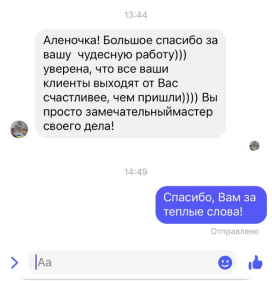 13:44
Аленочка! Большое спасибо за
вашу чудесную работу)))
уверена, что все ваши
клиенты выходят от Вас
счастливее, чем пришли)))) Вы
просто замечательныймастер
своего дела!
14:49
Спасибо, Вам за
теплые слова!
Отправлено
Aa